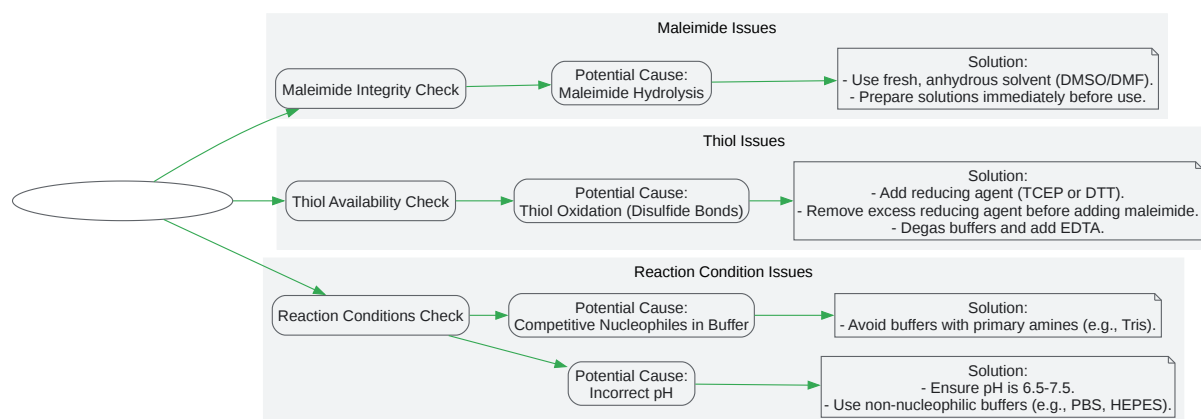 Maleimide Issues
Maleimide Integrity Check
Potential Cause:
Maleimide Hydrolysis
Solution:
- Use fresh, anhydrous solvent (DMSO/DMF).
- Prepare solutions immediately before use.
Thiol Issues
Thiol Availability Check
Potential Cause:
Thiol Oxidation (Disulfide Bonds)
Solution:
- Add reducing agent (TCEP or DTT).
- Remove excess reducing agent before adding maleimide.
- Degas buffers and add EDTA.
Reaction Condition Issues
Reaction Conditions Check
Potential Cause:
Competitive Nucleophiles in Buffer
Solution:
- Avoid buffers with primary amines (e.g., Tris).
Potential Cause:
Incorrect pH
Solution:
- Ensure pH is 6.5-7.5.
- Use non-nucleophilic buffers (e.g., PBS, HEPES).